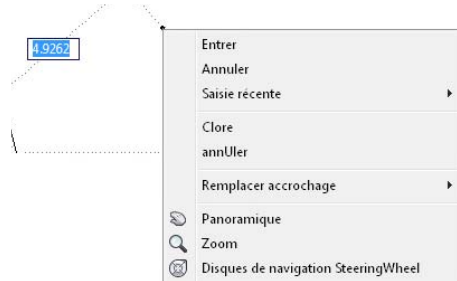 4.9262
Entrer
Annuler
Saisie récente
Clore
annUler
Remplacer accrochage
Panoramique
Zoom
Disques de navigation SteeringWheel